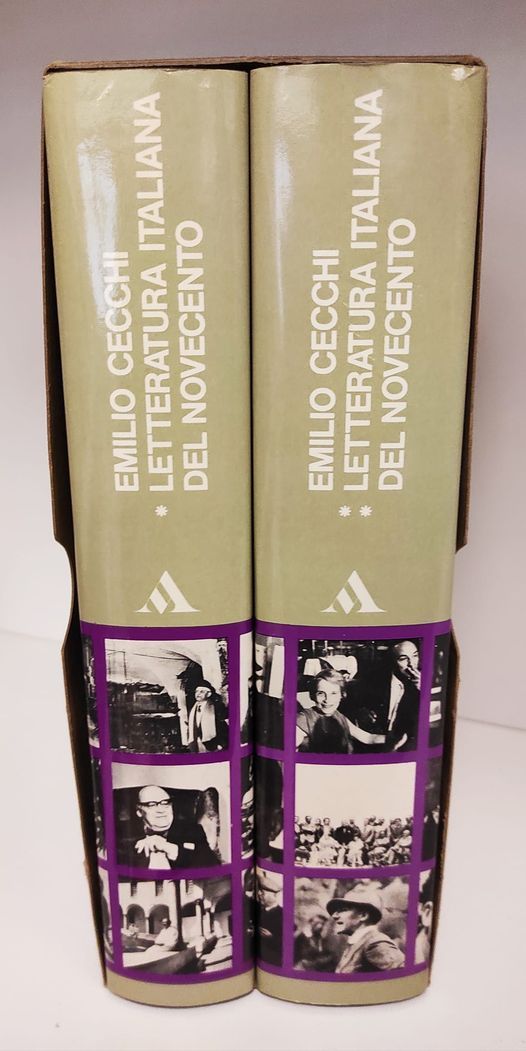 EMILIO CECCHI
LETTERATURA ITALIANA
DEL NOVECENTO
*
EMILIO CECCHI
LETTERATURA ITALIANA
DEL NOVECENTO
**